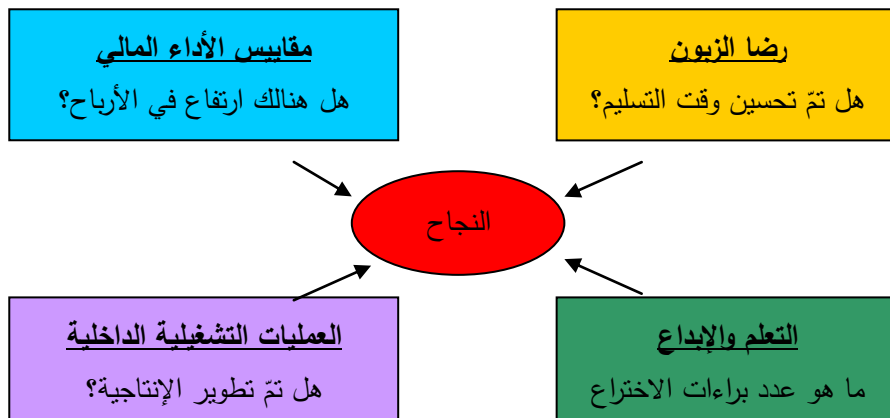 رضا الزبون
هل تمّ تحسين وقت التسليم؟
مقاييس الأداء المالي
هل هنالك ارتفاع في الأرباح؟
النجاح
التعلم والإبداع
ما هو عدد براءات الاختراع
العمليات التشغيلية الداخلية
هل تمّ تطوير الإنتاجية؟